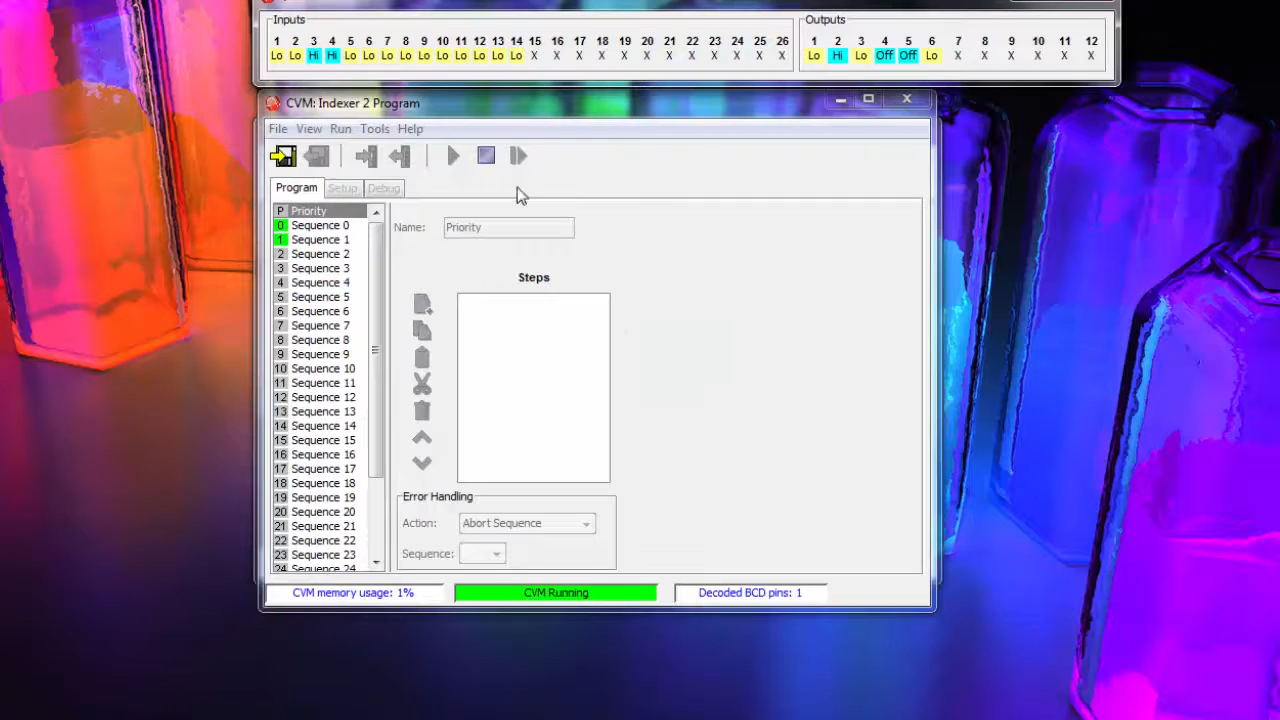 Inputs
1 2 3 4 5 6 7 8 9 10 11 12 13 14 15 16 17 18 19 20 21 22 23 24 25 26
Lo Lo Hi Hi Lo Lo Lo Lo Lo Lo Lo Lo Lo Lo X X X X X X X X X X X X
Outputs
1 2 3 4 5 6 7 8 9 10 11 12
Lo Hi Lo Off Off Lo X X X X X X
CVM: Indexer 2 Program
File View Run Tools Help
Program Setup Debug
P Priority
0 Sequence 0
1 Sequence 1
2 Sequence 2
3 Sequence 3
4 Sequence 4
5 Sequence 5
6 Sequence 6
7 Sequence 7
8 Sequence 8
9 Sequence 9
10 Sequence 10
11 Sequence 11
12 Sequence 12
13 Sequence 13
14 Sequence 14
15 Sequence 15
16 Sequence 16
17 Sequence 17
18 Sequence 18
19 Sequence 19
20 Sequence 20
21 Sequence 21
22 Sequence 22
23 Sequence 23
24 Sequence 24
Name: Priority
Steps
Error Handling
Action: Abort Sequence
Sequence:
CVM memory usage: 1%
CVM Running
Decoded BCD pins: 1